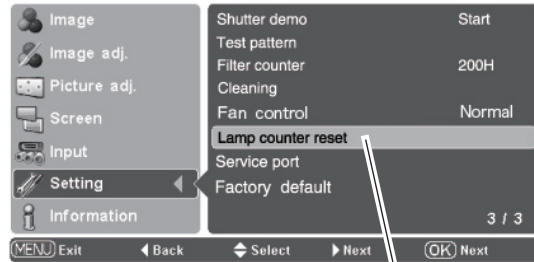 Image
Image adj.
Picture adj.
Screen
Input
Setting
Information
Shutter demo Start
Test pattern
Filter counter 200H
Cleaning
Fan control Normal
Lamp counter reset
Service port
Factory default
3 / 3
MENU Exit Back Select Next OK Next